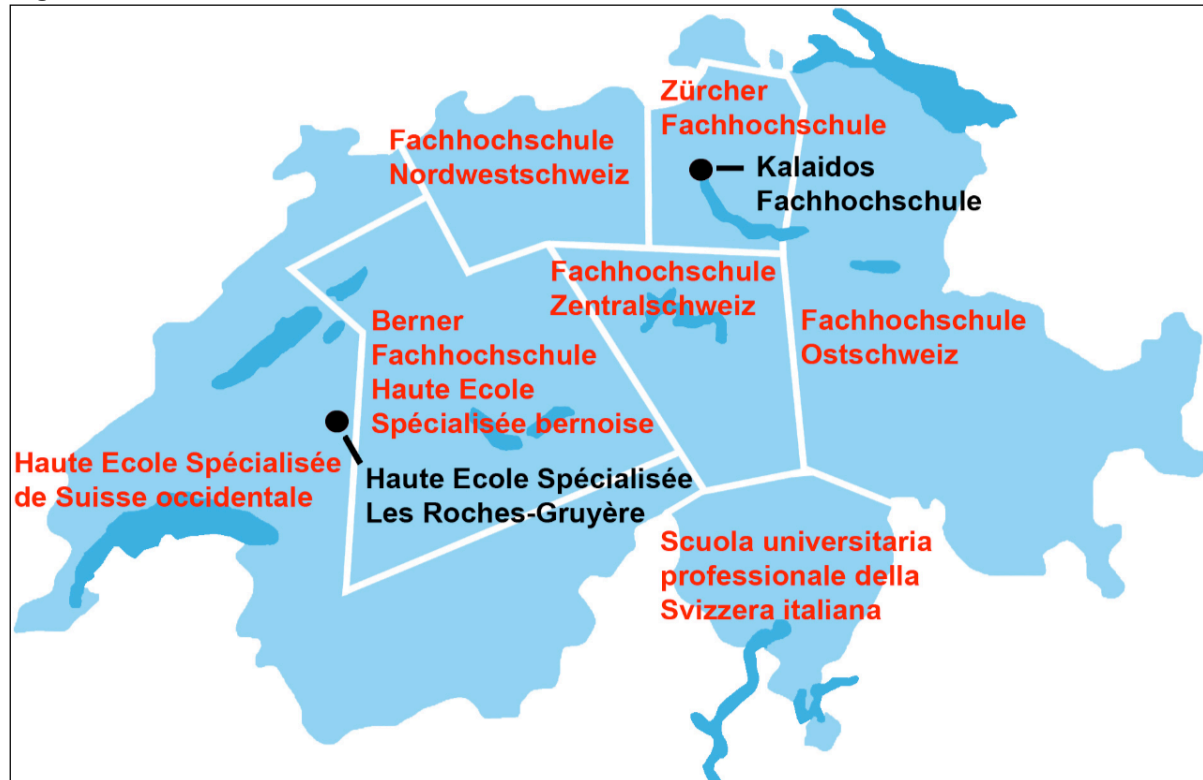 Zürcher
Fachhochschule
Fachhochschule
Nordwestschweiz
Kalaidos
Fachhochschule
Fachhochschule
Zentralschweiz
Berner
Fachhochschule
Haute Ecole
Spécialisée bernoise
Fachhochschule
Ostschweiz
Haute Ecole Spécialisée
de Suisse occidentale
Haute Ecole Spécialisée
Les Roches-Gruyère
Scuola universitaria
professionale della
Svizzera italiana